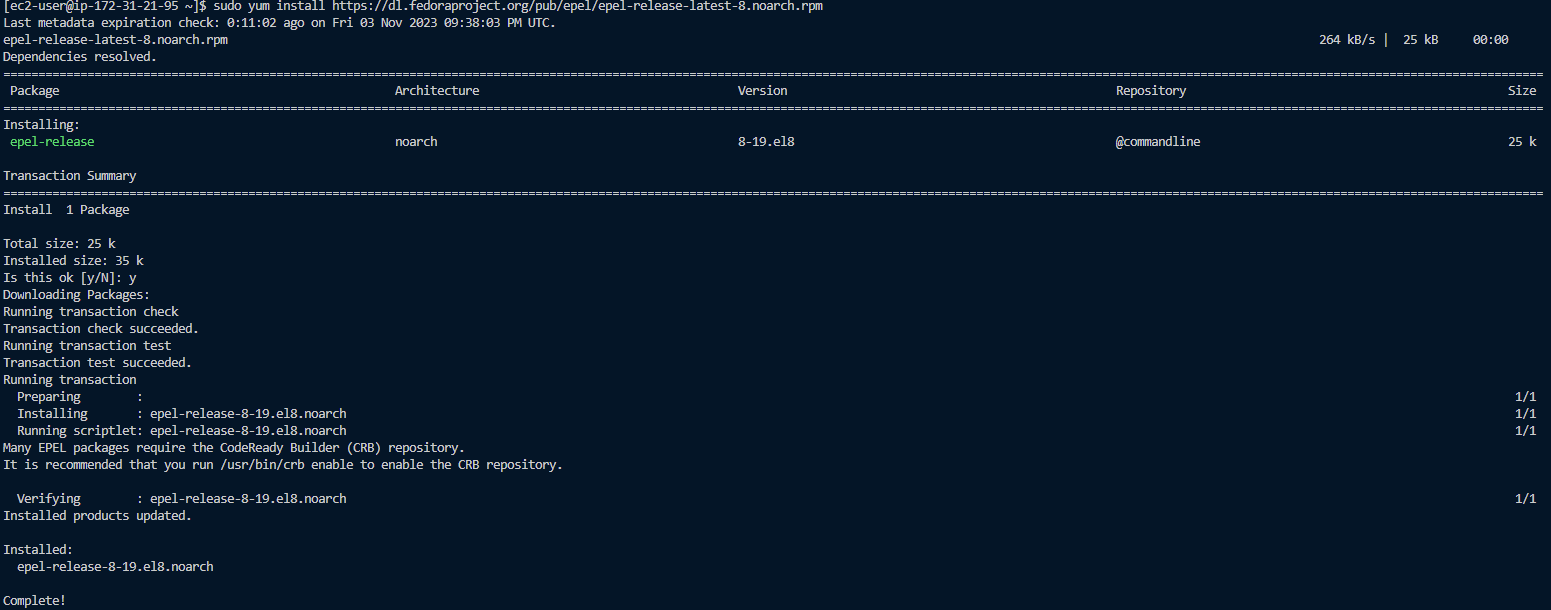 [ec2-user@ip-172-31-21-95 ~]$ sudo yum install https://dl.fedoraproject.org/pub/epel/epel-release-latest-8.noarch.rpm
Last metadata expiration check: 0:11:02 ago on Fri 03 Nov 2023 09:38:03 PM UTC.
epel-release-latest-8.noarch.rpm 264 kB/s | 25 kB 00:00
Dependencies resolved.
================================================================================
Package Architecture Version Repository Size
================================================================================
Installing:
epel-release noarch 8-19.el8 @commandline 25 k
Transaction Summary
================================================================================
Install 1 Package
Total size: 25 k
Installed size: 35 k
Is this ok [y/N]: y
Downloading Packages:
Running transaction check
Transaction check succeeded.
Running transaction test
Transaction test succeeded.
Running transaction
Preparing : 1/1
Installing : epel-release-8-19.el8.noarch 1/1
Running scriptlet: epel-release-8-19.el8.noarch 1/1
Many EPEL packages require the CodeReady Builder (CRB) repository.
It is recommended that you run /usr/bin/crb enable to enable the CRB repository.
Verifying : epel-release-8-19.el8.noarch 1/1
Installed products updated.
Installed:
epel-release-8-19.el8.noarch
Complete!